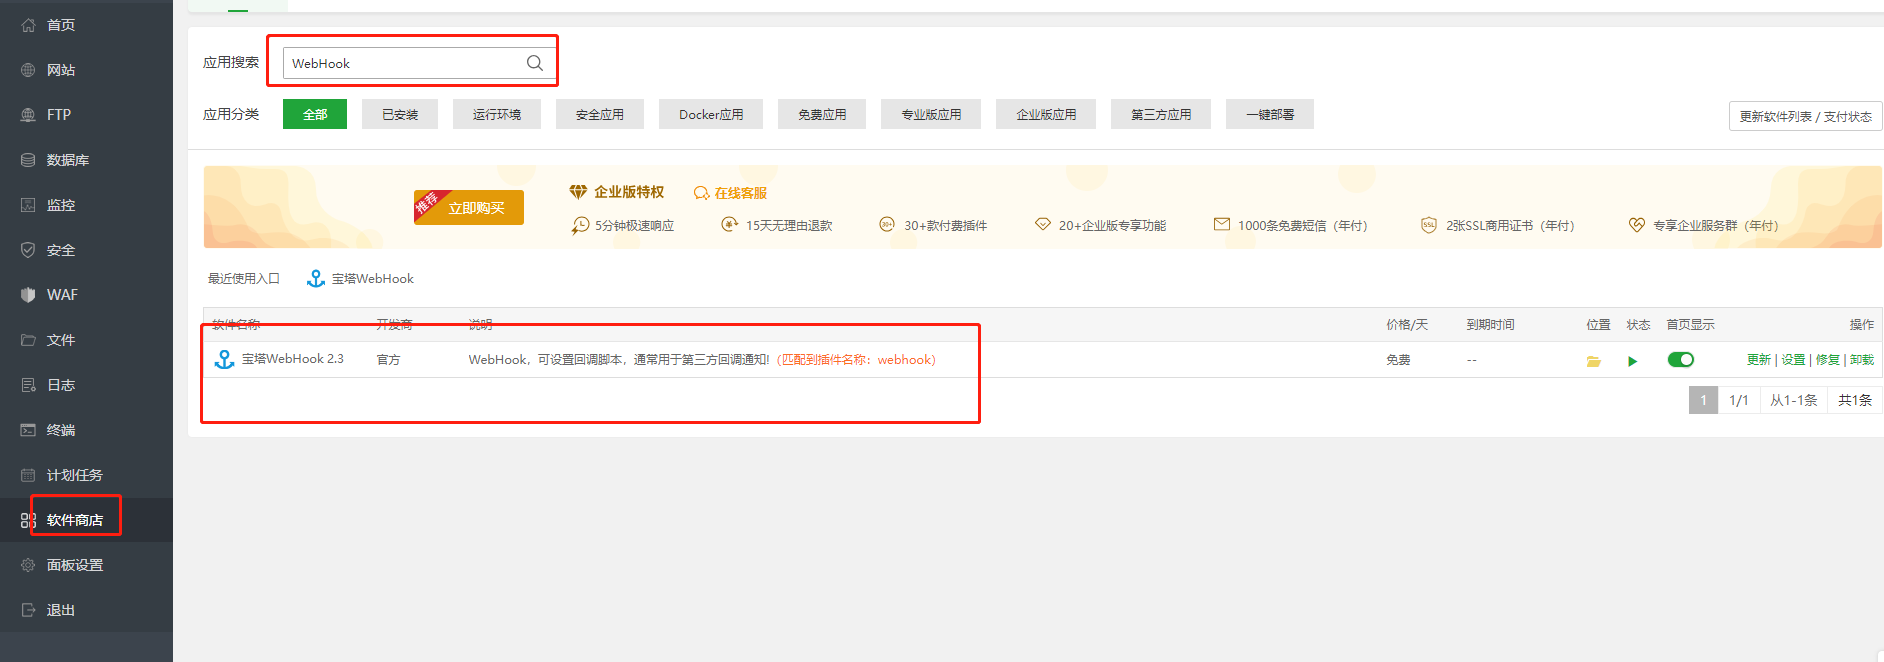 首页
网站
FTP
数据库
监控
安全
WAF
文件
日志
终端
计划任务
软件商店
面板设置
退出
应用搜索 WebHook
应用分类 全部 已安装 运行环境 安全应用 Docker应用 免费应用 专业版应用 企业版应用 第三方应用 一键部署 更新软件列表 / 支付状态
推荐 立即购买
企业版特权 在线客服
5分钟极速响应 15天无理由退款 30+ 30+款付费插件 20+企业版专享功能 1000条免费短信（年付） SSL 2张SSL商用证书（年付） 专享企业服务群（年付）
最近使用入口 宝塔WebHook
软件名称 开发商 说明 价格/天 到期时间 位置 状态 首页显示 操作
宝塔WebHook 2.3 官方 WebHook，可设置回调脚本，通常用于第三方回调通知!（匹配到插件名称：webhook） 免费 -- 更新 | 设置 | 修复 | 卸载
1 1/1 从1-1条 共1条